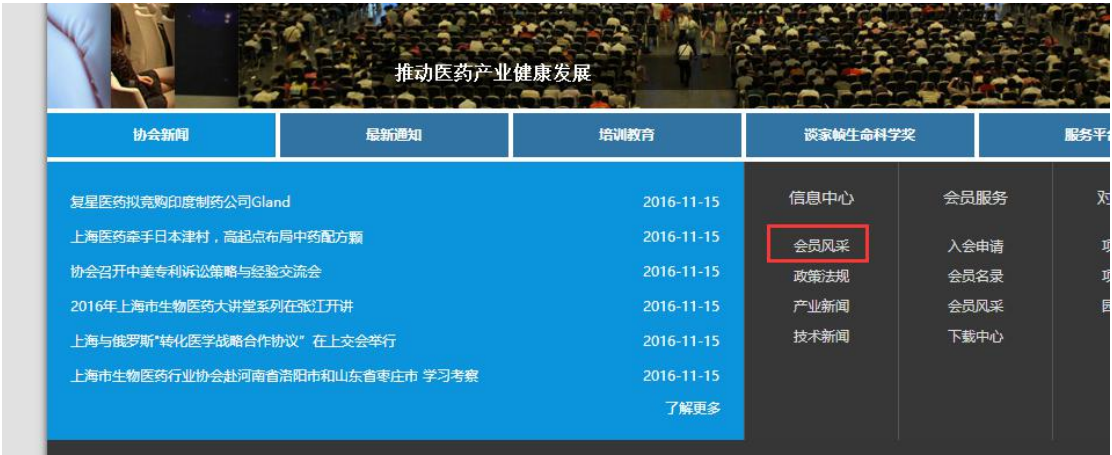 推动医药产业健康发展
协会新闻 最新通知 培训教育 谈家桢生命科学奖 服务平
复星医药拟竞购印度制药公司Gland 2016-11-15
上海医药牵手日本津村，高起点布局中药配方颗 2016-11-15
协会召开中美专利诉讼策略与经验交流会 2016-11-15
2016年上海市生物医药大讲堂系列在张江开讲 2016-11-15
上海与俄罗斯"转化医学战略合作协议”在上交会举行 2016-11-15
上海市生物医药行业协会赴河南省洛阳市和山东省枣庄市 学习考察 2016-11-15
了解更多
信息中心
会员风采
政策法规
产业新闻
技术新闻
会员服务
入会申请
会员名录
会员风采
下载中心